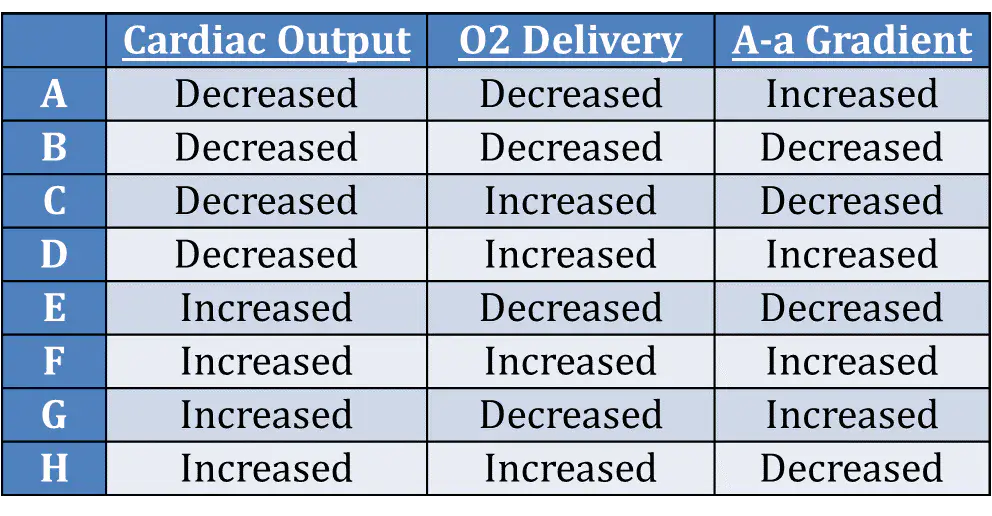 Cardiac Output O2 Delivery A-a Gradient
A Decreased Decreased Increased
B Decreased Decreased Decreased
C Decreased Increased Decreased
D Decreased Increased Increased
E Increased Decreased Decreased
F Increased Increased Increased
G Increased Decreased Increased
H Increased Increased Decreased